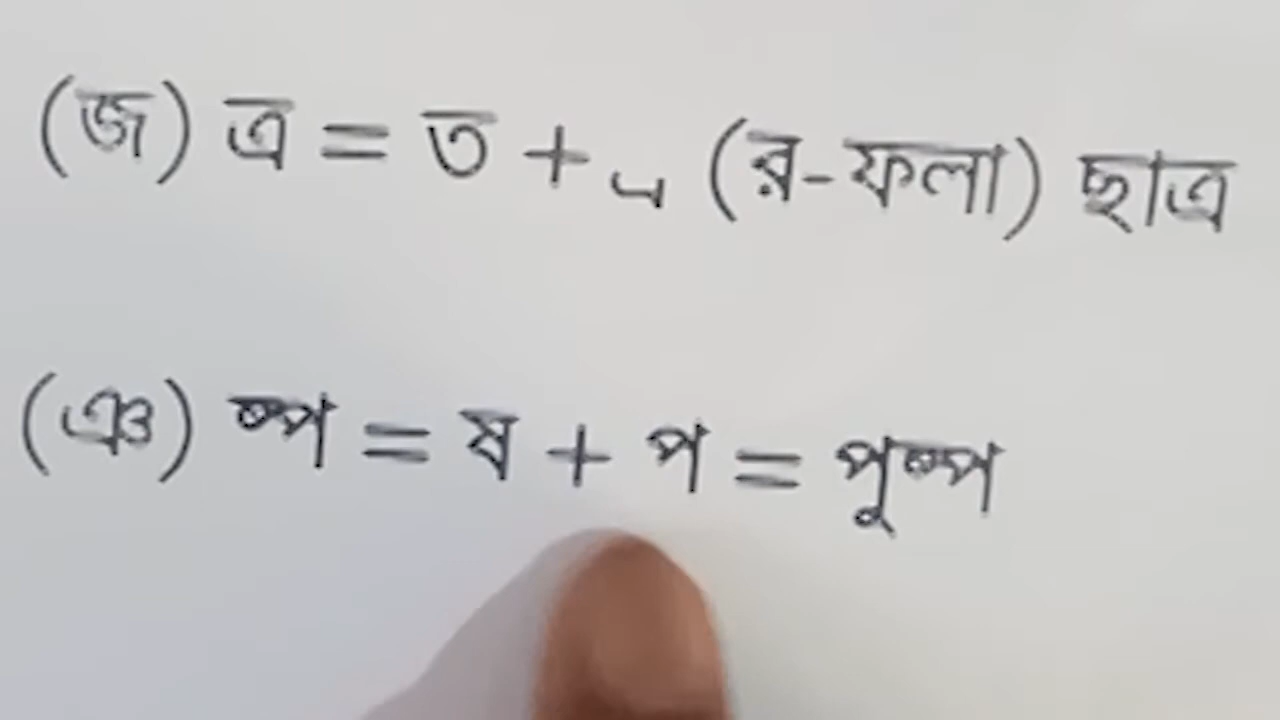 (জ) ত্র = ত + ্র (র-ফলা) ছাত্র
(ঞ) ষ্প = ষ + প = পুষ্প